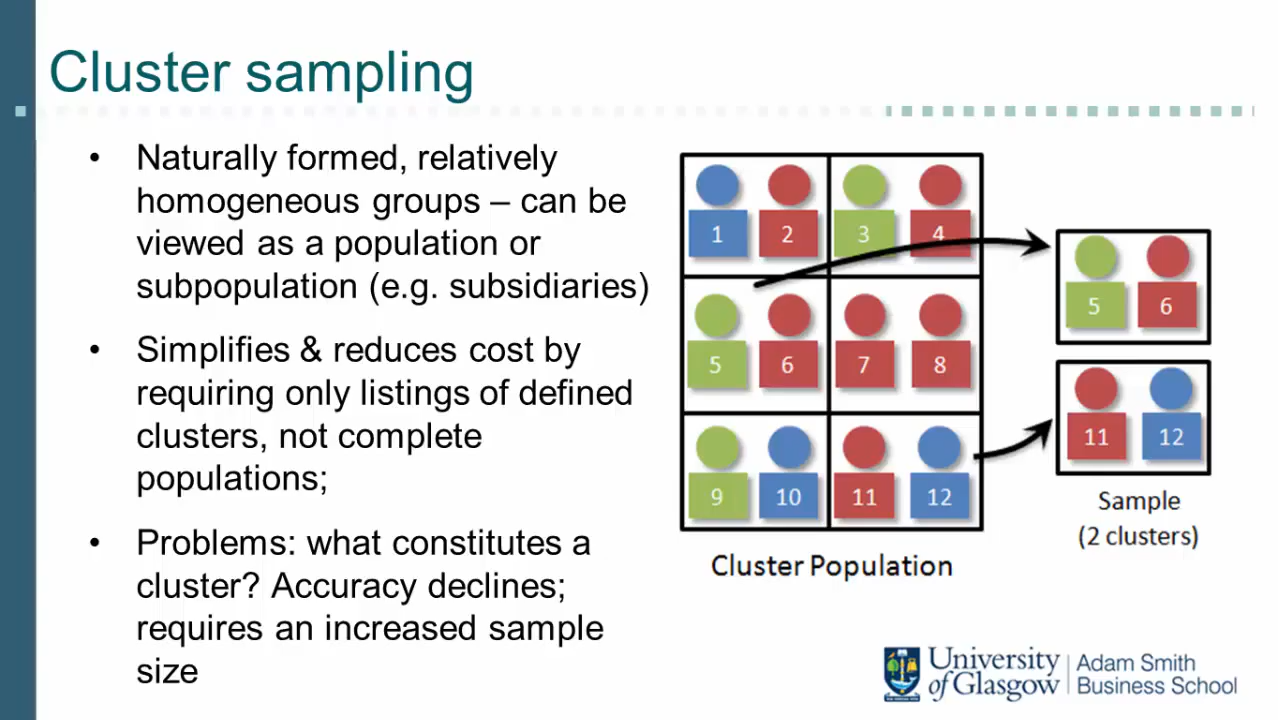 Cluster sampling
• Naturally formed, relatively
homogeneous groups – can be
viewed as a population or
subpopulation (e.g. subsidiaries)
• Simplifies & reduces cost by
requiring only listings of defined
clusters, not complete
populations;
• Problems: what constitutes a
cluster? Accuracy declines;
requires an increased sample
size
1 2 3 4
5 6 7 8
9 10 11 12
Cluster Population
5 6
11 12
Sample
(2 clusters)
University
of Glasgow
Adam Smith
Business School